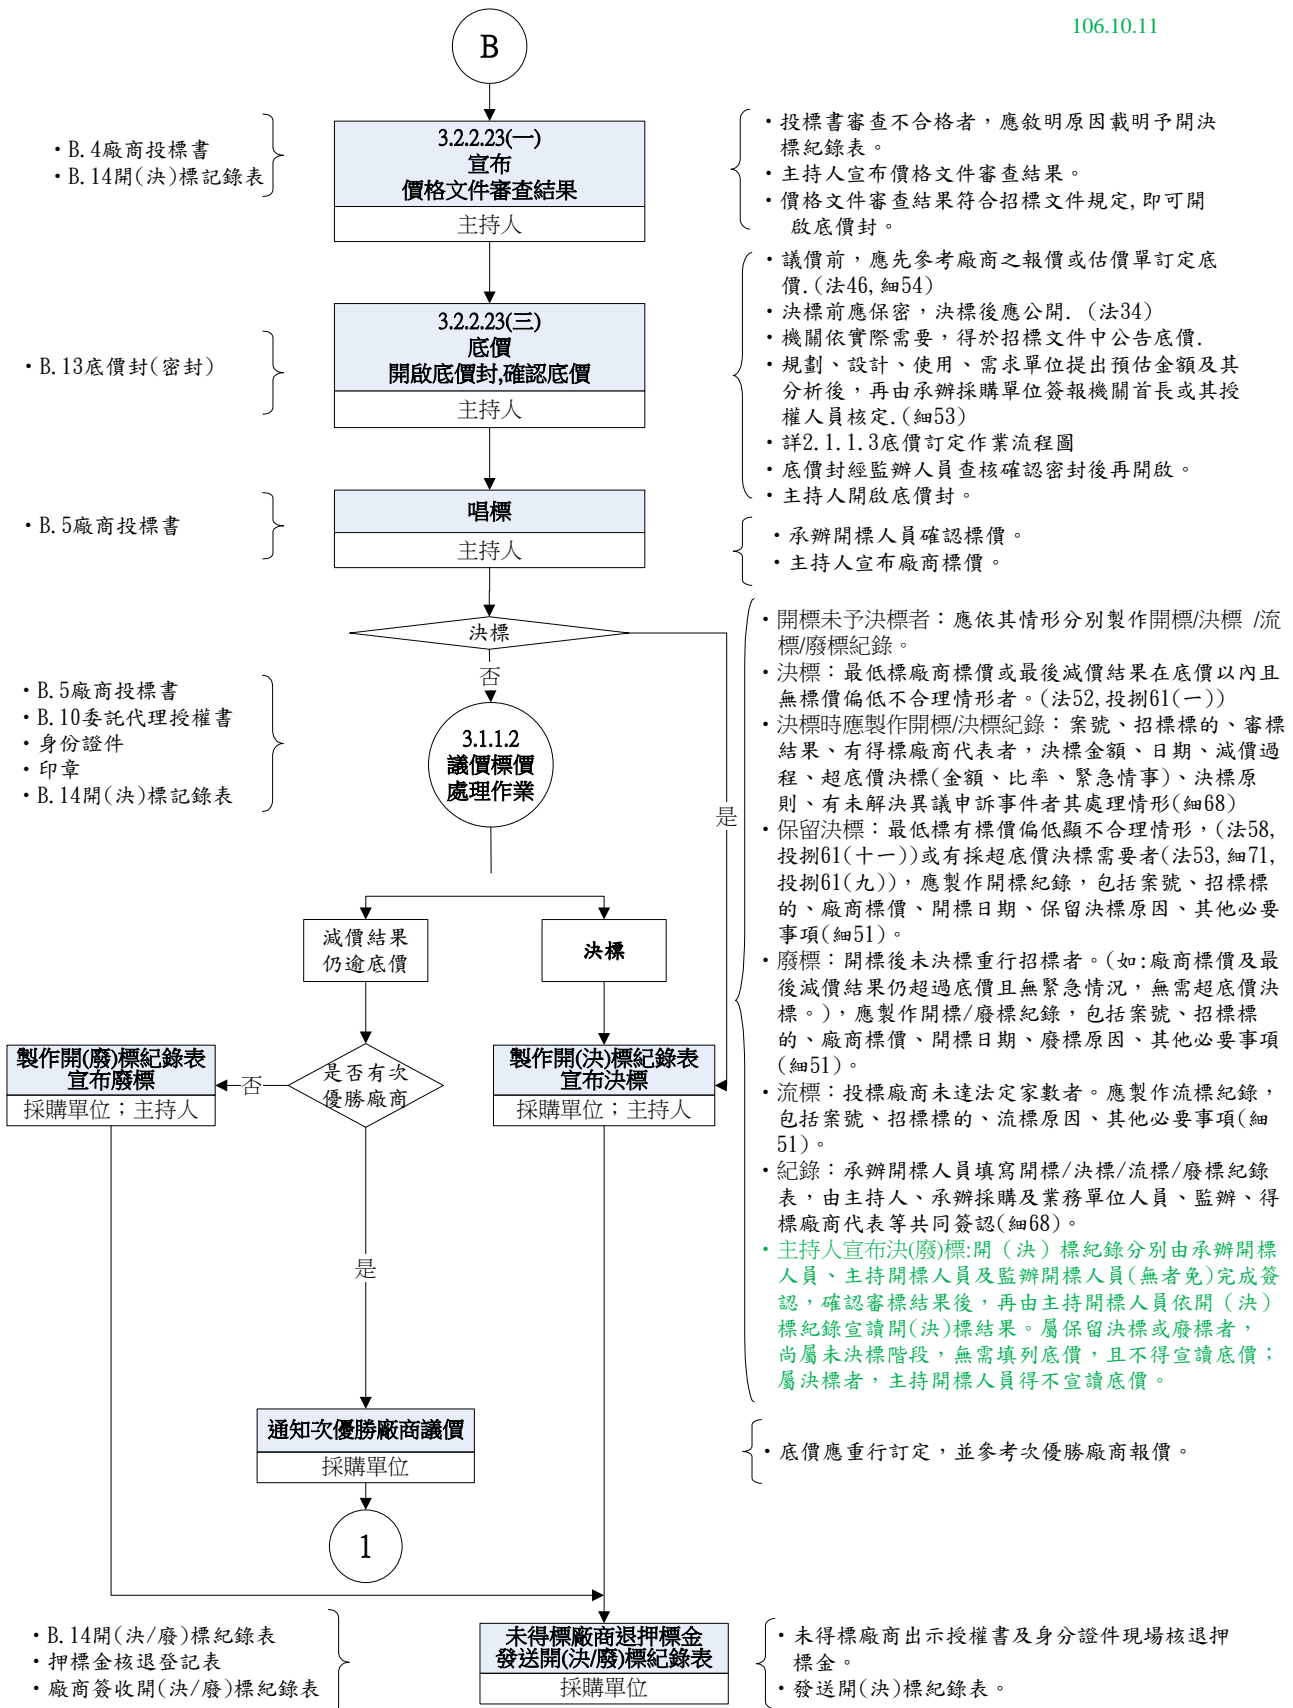 106.10.11
B
・B.4廠商投標書
・B.14開(決)標記錄表
3.2.2.23(一)
宣布
價格文件審查結果
主持人
・投標書審查不合格者，應敘明原因載明予開決
標紀錄表。
・主持人宣布價格文件審查結果。
・價格文件審查結果符合招標文件規定,即可開
啟底價封。
・B.13底價封(密封)
3.2.2.23(三)
底價
開啟底價封,確認底價
主持人
・議價前，應先參考廠商之報價或估價單訂定底
價.(法46,細54)
・決標前應保密，決標後應公開. (法34)
・機關依實際需要，得於招標文件中公告底價.
・規劃、設計、使用、需求單位提出預估金額及其
分析後，再由承辦採購單位簽報機關首長或其授
權人員核定.(細53)
・詳2.1.1.3底價訂定作業流程圖
・底價封經監辦人員查核確認密封後再開啟。
・主持人開啟底價封。
・B.5廠商投標書
唱標
主持人
・承辦開標人員確認標價。
・主持人宣布廠商標價。
決標
否
是
・B.5廠商投標書
・B.10委託代理授權書
・身份證件
・印章
・B.14開(決)標記錄表
3.1.1.2
議價標價
處理作業
・開標未予決標者：應依其情形分別製作開標/決標 /流
標/廢標紀錄。
・決標：最低標廠商標價或最後減價結果在底價以內且
無標價偏低不合理情形者。(法52,投捌61(一))
・決標時應製作開標/決標紀錄：案號、招標標的、審標
結果、有得標廠商代表者，決標金額、日期、減價過
程、超底價決標(金額、比率、緊急情事)、決標原
則、有未解決異議申訴事件者其處理情形(細68)
・保留決標：最低標有標價偏低顯不合理情形，(法58,
投捌61(十一))或有採超底價決標需要者(法53,細71,
投捌61(九))，應製作開標紀錄，包括案號、招標標
的、廠商標價、開標日期、保留決標原因、其他必要
事項(細51)。
・廢標：開標後未決標重行招標者。(如:廠商標價及最
後減價結果仍超過底價且無緊急情況，無需超底價決
標。)，應製作開標/廢標紀錄，包括案號、招標標
的、廠商標價、開標日期、廢標原因、其他必要事項
(細51)。
・流標：投標廠商未達法定家數者。應製作流標紀錄，
包括案號、招標標的、流標原因、其他必要事項(細
51)。
・紀錄：承辦開標人員填寫開標/決標/流標/廢標紀錄
表，由主持人、承辦採購及業務單位人員、監辦、得
標廠商代表等共同簽認(細68)。
・主持人宣布決(廢)標:開（決）標紀錄分別由承辦開標
人員、主持開標人員及監辦開標人員(無者免)完成簽
認，確認審標結果後，再由主持開標人員依開（決）
標紀錄宣讀開(決)標結果。屬保留決標或廢標者，
尚屬未決標階段，無需填列底價，且不得宣讀底價；
屬決標者，主持開標人員得不宣讀底價。
減價結果
仍逾底價
決標
製作開(廢)標紀錄表
宣布廢標
採購單位；主持人
否
是否有次
優勝廠商
製作開(決)標紀錄表
宣布決標
採購單位；主持人
是
通知次優勝廠商議價
採購單位
・底價應重行訂定，並參考次優勝廠商報價。
1
・B.14開(決/廢)標紀錄表
・押標金核退登記表
・廠商簽收開(決/廢)標紀錄表
未得標廠商退押標金
發送開(決/廢)標紀錄表
採購單位
・未得標廠商出示授權書及身分證件現場核退押
標金。
・發送開(決)標紀錄表。